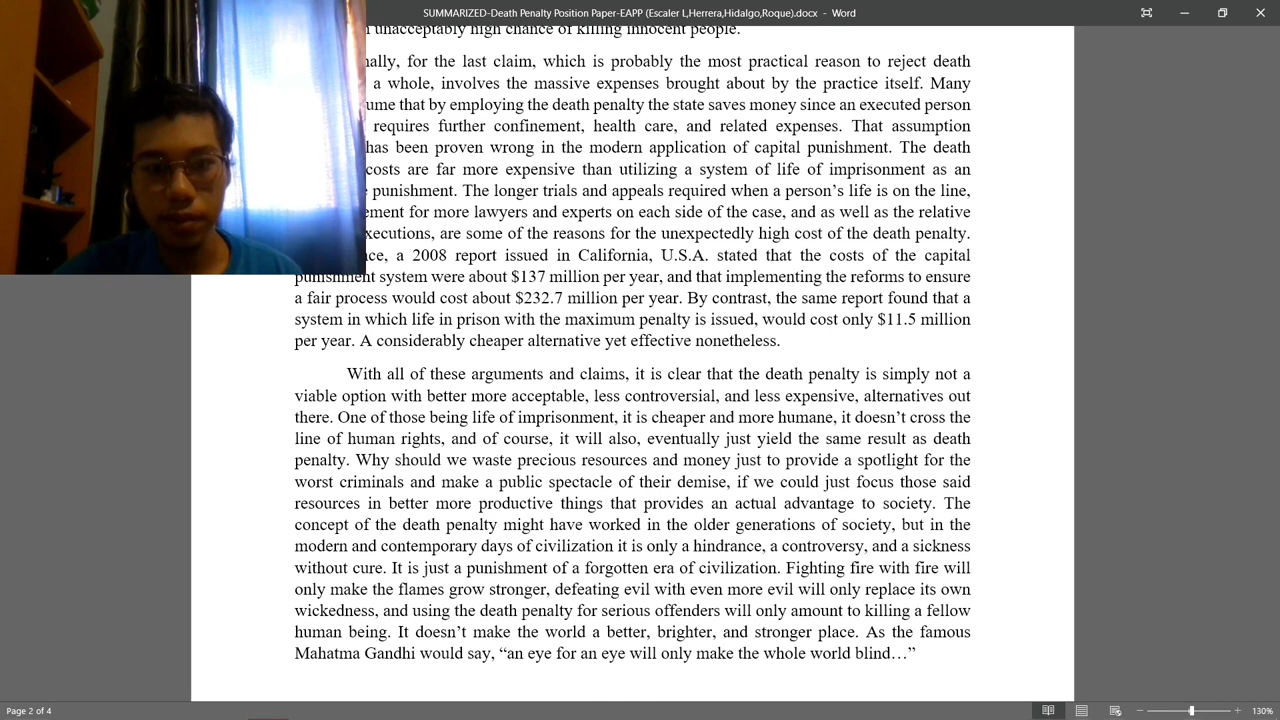 SUMMARIZED-Death Penalty Position Paper-EAPP (Escaler I,Herrera,Hidalgo,Roque).docx - Word
unacceptably high chance of killing innocent people.
for the last claim, which is probably the most practical reason to reject death
a whole, involves the massive expenses brought about by the practice itself. Many
that by employing the death penalty the state saves money since an executed person
requires further confinement, health care, and related expenses. That assumption
has been proven wrong in the modern application of capital punishment. The death
costs are far more expensive than utilizing a system of life of imprisonment as an
punishment. The longer trials and appeals required when a person's life is on the line,
for more lawyers and experts on each side of the case, and as well as the relative
are some of the reasons for the unexpectedly high cost of the death penalty.
a 2008 report issued in California, U.S.A. stated that the costs of the capital
punishment system were about $137 million per year, and that implementing the reforms to ensure
a fair process would cost about $232.7 million per year. By contrast, the same report found that a
system in which life in prison with the maximum penalty is issued, would cost only $11.5 million
per year. A considerably cheaper alternative yet effective nonetheless.
With all of these arguments and claims, it is clear that the death penalty is simply not a
viable option with better more acceptable, less controversial, and less expensive, alternatives out
there. One of those being life of imprisonment, it is cheaper and more humane, it doesn't cross the
line of human rights, and of course, it will also, eventually just yield the same result as death
penalty. Why should we waste precious resources and money just to provide a spotlight for the
worst criminals and make a public spectacle of their demise, if we could just focus those said
resources in better more productive things that provides an actual advantage to society. The
concept of the death penalty might have worked in the older generations of society, but in the
modern and contemporary days of civilization it is only a hindrance, a controversy, and a sickness
without cure. It is just a punishment of a forgotten era of civilization. Fighting fire with fire will
only make the flames grow stronger, defeating evil with even more evil will only replace its own
wickedness, and using the death penalty for serious offenders will only amount to killing a fellow
human being. It doesn't make the world a better, brighter, and stronger place. As the famous
Mahatma Gandhi would say, “an eye for an eye will only make the whole world blind…”
Page 2 of 4
130%